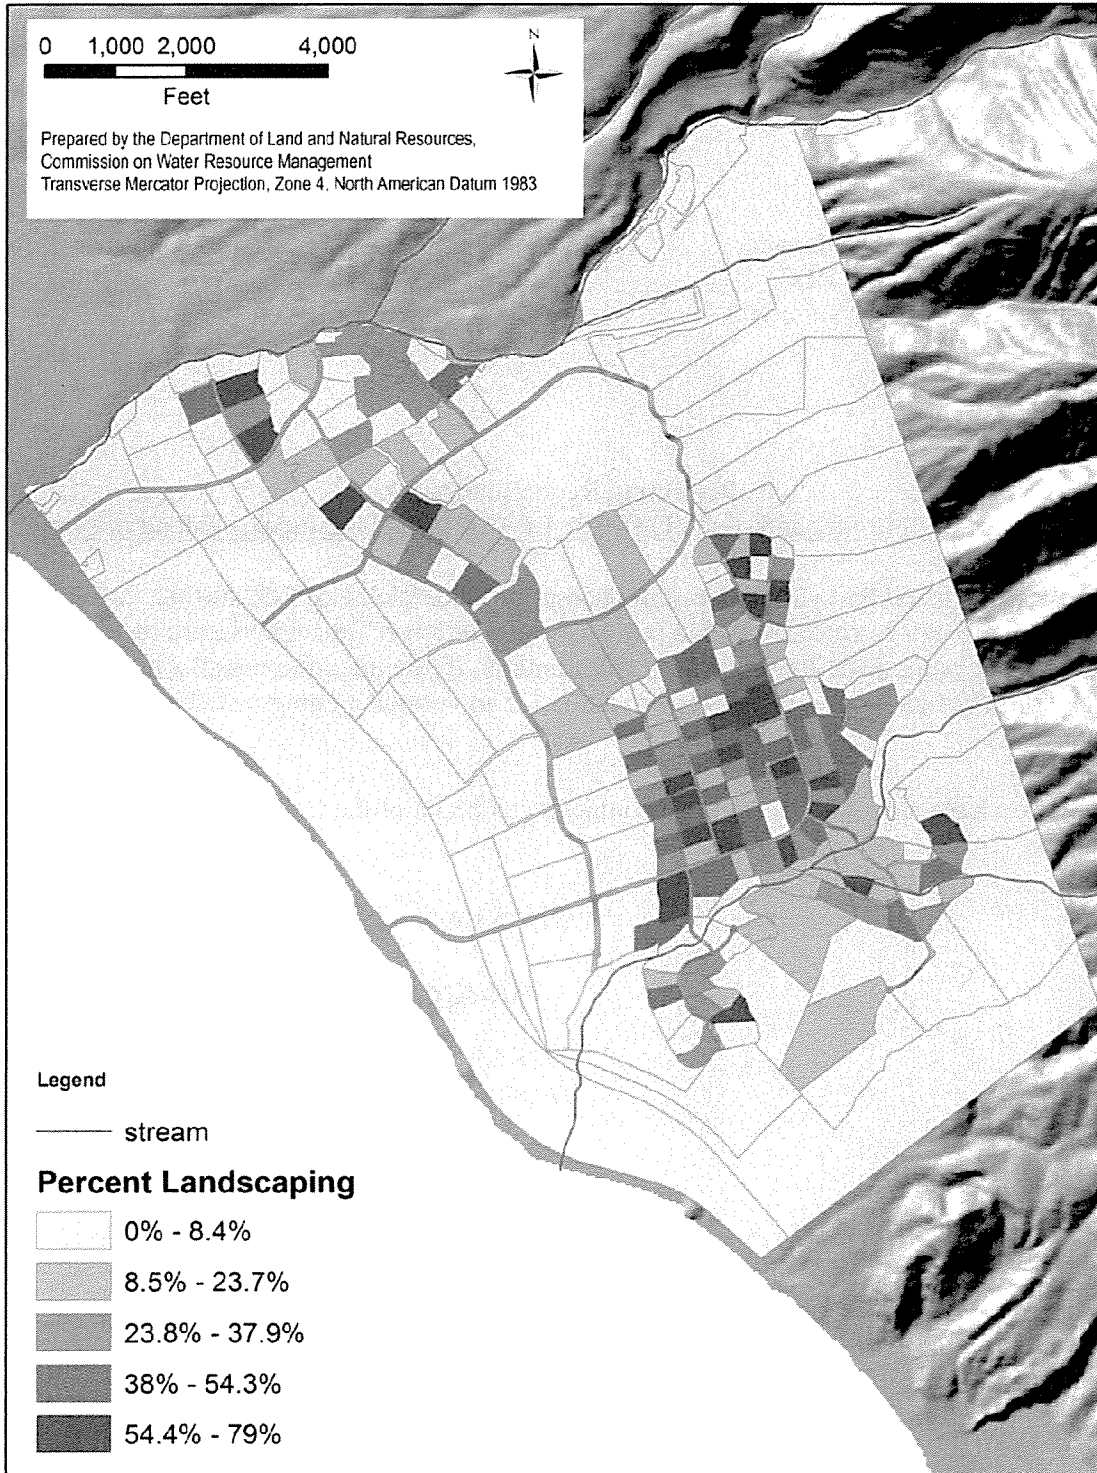 0 1,000 2,000 4,000
Feet
N
Prepared by the Department of Land and Natural Resources,
Commission on Water Resource Management
Transverse Mercator Projection, Zone 4, North American Datum 1983
Legend
stream
Percent Landscaping
0% - 8.4%
8.5% - 23.7%
23.8% - 37.9%
38% - 54.3%
54.4% - 79%